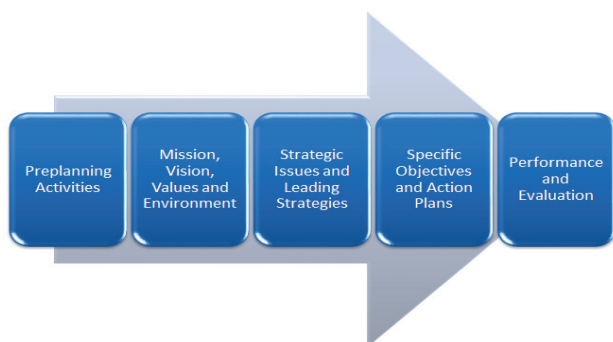 Preplanning
Activities
Mission,
Vision,
Values and
Environment
Strategic
Issues and
Leading
Strategies
Specific
Objectives
and Action
Plans
Performance
and
Evaluation